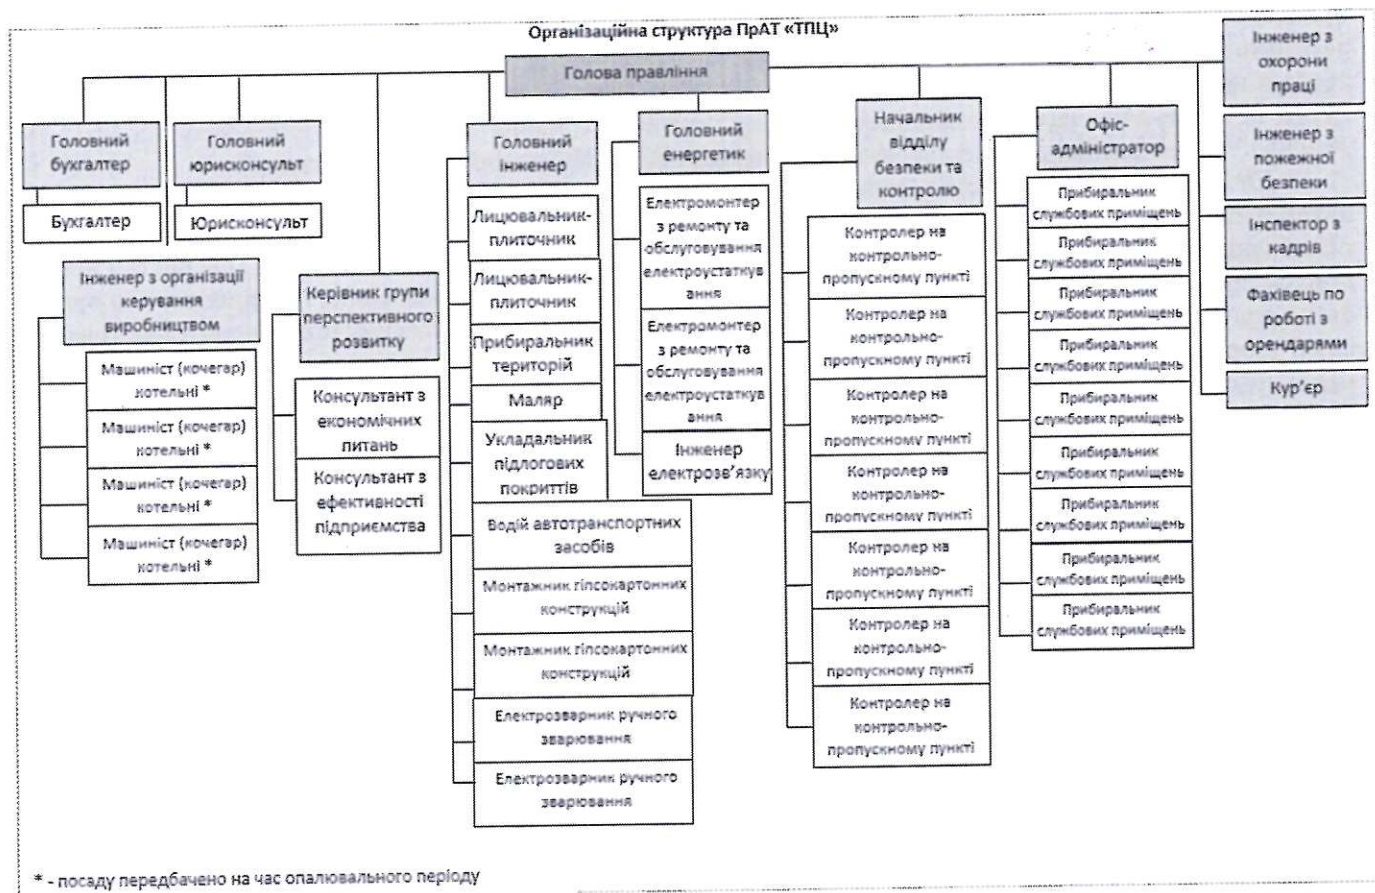 Організаційна структура ПрАТ «ТПЦ»
Голова правління
Головний
бухгалтер
Бухгалтер
Головний
юрисконсульт
Юрисконсульт
Інженер з організації
керування
виробництвом
Машиніст (кочегар)
котельні *
Машиніст (кочегар)
котельні *
Машиніст (кочегар)
котельні *
Машиніст (кочегар)
котельні *
Керівник групи
перспективного
розвитку
Консультант з
економічних
питань
Консультант з
ефективності
підприємства
Головний
інженер
Лицювальник-
плиточник
Лицювальник-
плиточник
Прибиральник
територій
Маляр
Укладальник
підлогових
покриттів
Водій автотранспортних
засобів
Монтажник гіпсокартонних
конструкцій
Монтажник гіпсокартонних
конструкцій
Електрозварник ручного
зварювання
Електрозварник ручного
зварювання
Головний
енергетик
Електромонтер
з ремонту та
обслуговування
електроустаткув
ання
Електромонтер
з ремонту та
обслуговування
електроустаткув
ання
Інженер
електрозв’язку
Начальник
відділу
безпеки та
контролю
Контролер на
контрольно-
пропускному пункті
Контролер на
контрольно-
пропускному пункті
Контролер на
контрольно-
пропускному пункті
Контролер на
контрольно-
пропускному пункті
Контролер на
контрольно-
пропускному пункті
Контролер на
контрольно-
пропускному пункті
Контролер на
контрольно-
пропускному пункті
Офіс-
адміністратор
Прибиральник
службових приміщень
Прибиральник
службових приміщень
Прибиральник
службових приміщень
Прибиральник
службових приміщень
Прибиральник
службових приміщень
Прибиральник
службових приміщень
Прибиральник
службових приміщень
Прибиральник
службових приміщень
Прибиральник
службових приміщень
Інженер з
охорони
праці
Інженер з
пожежної
безпеки
Інспектор з
кадрів
Фахівець по
роботі з
орендарями
Кур’єр
* - посаду передбачено на час опалювального періоду